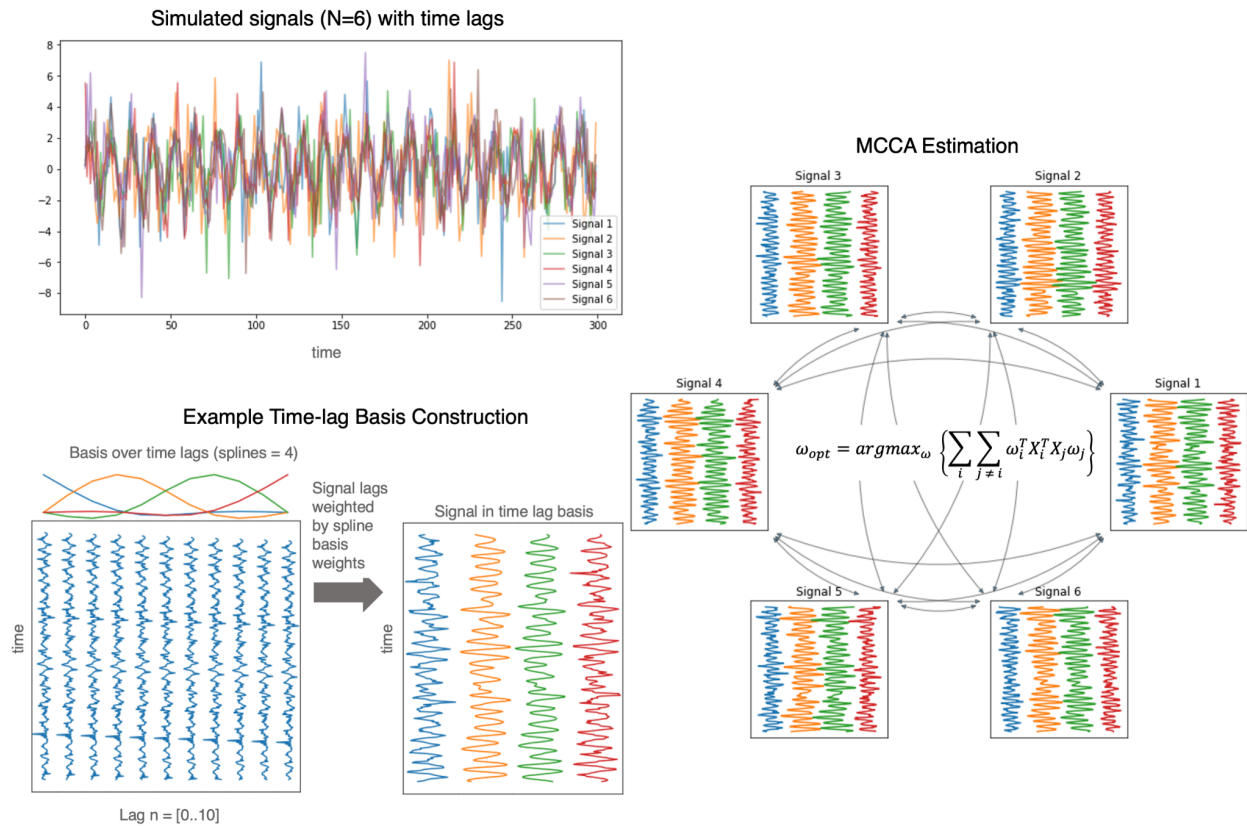 Simulated signals (N=6) with time lags
8
6
4
2
0
−2
−4
−6
−8
Signal 1
Signal 2
Signal 3
Signal 4
Signal 5
Signal 6
0
50
100
150
200
250
300
time
Example Time-lag Basis Construction
Basis over time lags (splines = 4)
time
Lag n = [0..10]
Signal lags
weighted
by spline
basis
weights
Signal in time lag basis
time
MCCA Estimation
Signal 3
Signal 2
Signal 4
Signal 1
ω_opt = argmax_ω {∑_i ∑_{j≠i} ω_i^T X_i^T X_j ω_j}
Signal 5
Signal 6